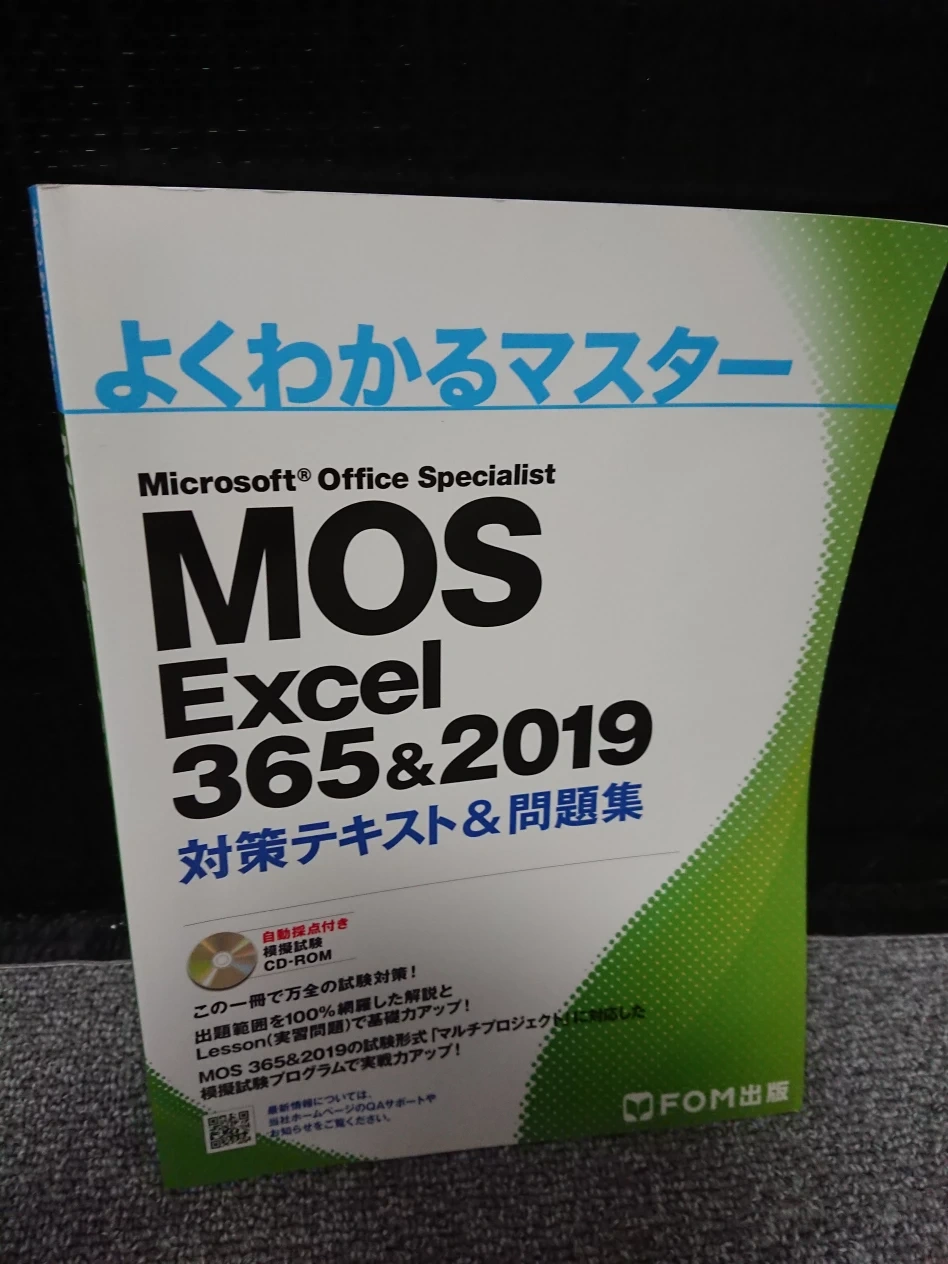 よくわかるマスター
Microsoft® Office Specialist
MOS
Excel
365&2019
対策テキスト&問題集
自動採点付き
模擬試験
CD-ROM
この一冊で万全の試験対策！
出題範囲を100%網羅した解説と
Lesson(実習問題)で基礎力アップ！
MOS 365&2019の試験形式「マルチプロジェクト」に対応した
模擬試験プログラムで実戦力アップ！
最新情報については、
当社ホームページのQAサポートや
お知らせをご覧ください。
FOM出版